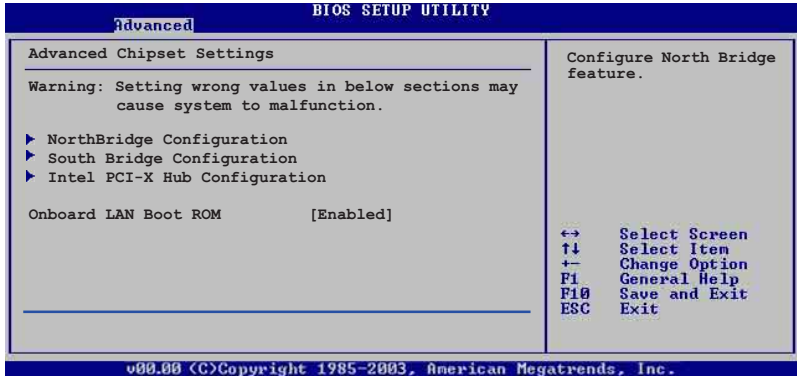 BIOS SETUP UTILITY
Advanced
Advanced Chipset Settings
Warning: Setting wrong values in below sections may
cause system to malfunction.
NorthBridge Configuration
South Bridge Configuration
Intel PCI-X Hub Configuration
Onboard LAN Boot ROM [Enabled]
Configure North Bridge
feature.
↔ Select Screen
↑↓ Select Item
+- Change Option
F1 General Help
F10 Save and Exit
ESC Exit
v00.00 (C)Copyright 1985-2003, American Megatrends, Inc.